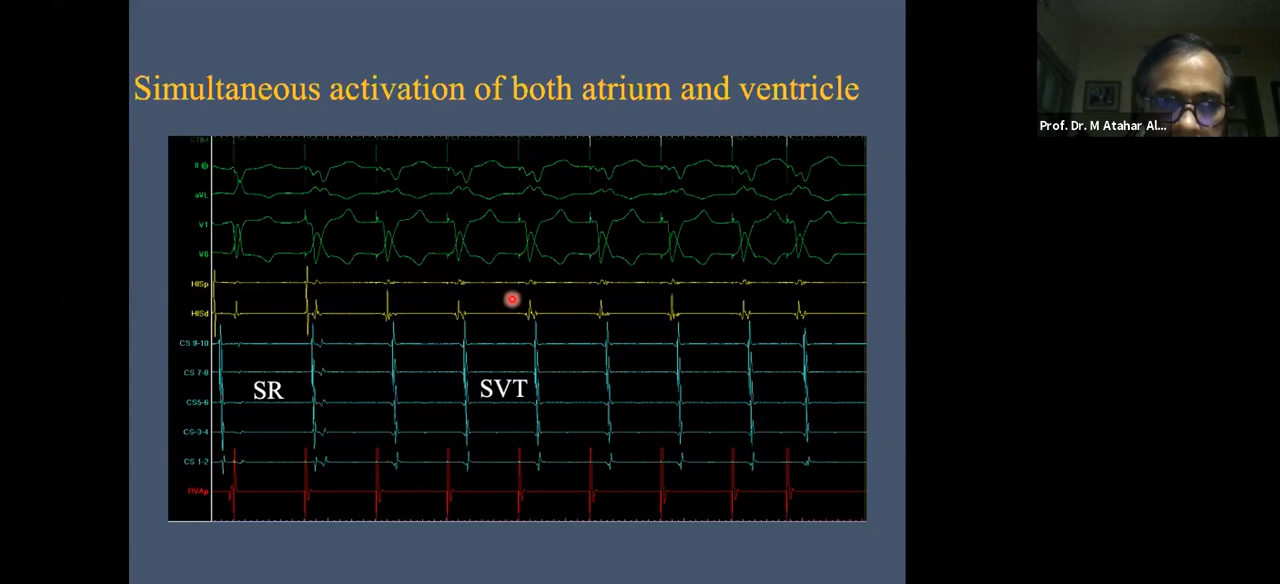 Simultaneous activation of both atrium and ventricle
Prof. Dr. M Atahar Al...
II
aVL
V1
V6
HISp
HISd
CS 9-10
CS 7-8
CS5-6
CS-3-4
CS 1-2
RVAp
SR
SVT